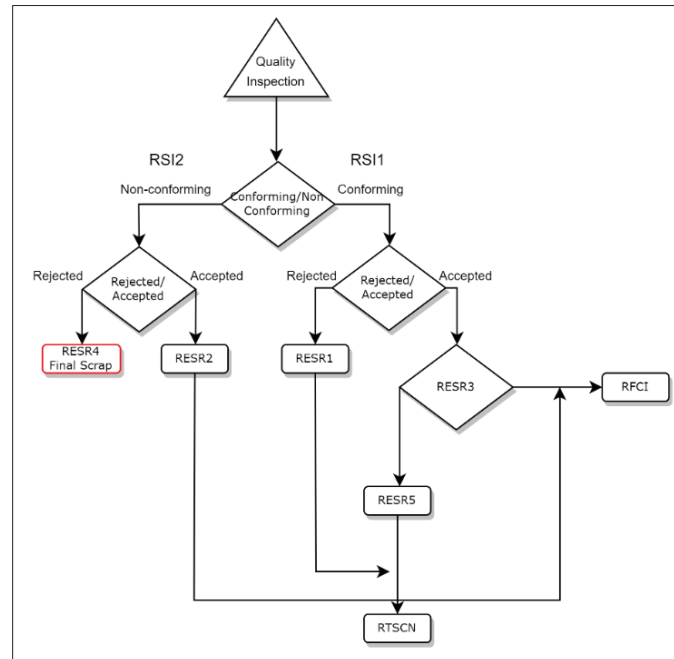 Quality
Inspection
RSI2
RSI1
Non-conforming
Conforming/Non
Conforming
Conforming
Rejected
Rejected/
Accepted
Accepted
Rejected
Rejected/
Accepted
Accepted
RESR4
Final Scrap
RESR2
RESR1
RESR3
RFCI
RESR5
RTSCN